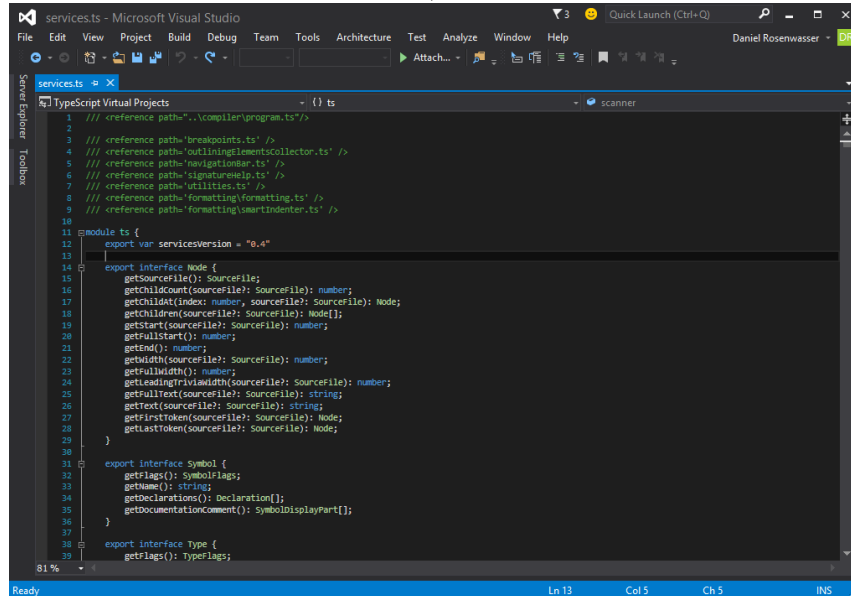 services.ts - Microsoft Visual Studio
3
Quick Launch (Ctrl+Q)
File Edit View Project Build Debug Team Tools Architecture Test Analyze Window Help
Daniel Rosenwasser
DR
Attach...
Server Explorer
Toolbox
services.ts
TypeScript Virtual Projects
{} ts
scanner
1 /// <reference path="..\compiler\program.ts"/>
2
3 /// <reference path='breakpoints.ts' />
4 /// <reference path='outliningElementsCollector.ts' />
5 /// <reference path='navigationBar.ts' />
6 /// <reference path='signatureHelp.ts' />
7 /// <reference path='utilities.ts' />
8 /// <reference path='formatting\formatting.ts' />
9 /// <reference path='formatting\smartIndenter.ts' />
10
11 module ts {
12 export var servicesVersion = "0.4"
13
14 export interface Node {
15 getSourceFile(): SourceFile;
16 getChildCount(sourceFile?: SourceFile): number;
17 getChildAt(index: number, sourceFile?: SourceFile): Node;
18 getChildren(sourceFile?: SourceFile): Node[];
19 getStart(sourceFile?: SourceFile): number;
20 getFullStart(): number;
21 getEnd(): number;
22 getWidth(sourceFile?: SourceFile): number;
23 getFullWidth(): number;
24 getLeadingTriviaWidth(sourceFile?: SourceFile): number;
25 getFullText(sourceFile?: SourceFile): string;
26 getText(sourceFile?: SourceFile): string;
27 getFirstToken(sourceFile?: SourceFile): Node;
28 getLastToken(sourceFile?: SourceFile): Node;
29 }
30
31 export interface Symbol {
32 getFlags(): SymbolFlags;
33 getName(): string;
34 getDeclarations(): Declaration[];
35 getDocumentationComment(): SymbolDisplayPart[];
36 }
37
38 export interface Type {
39 getFlags(): TypeFlags;
81 %
Ready Ln 13 Col 5 Ch 5 INS